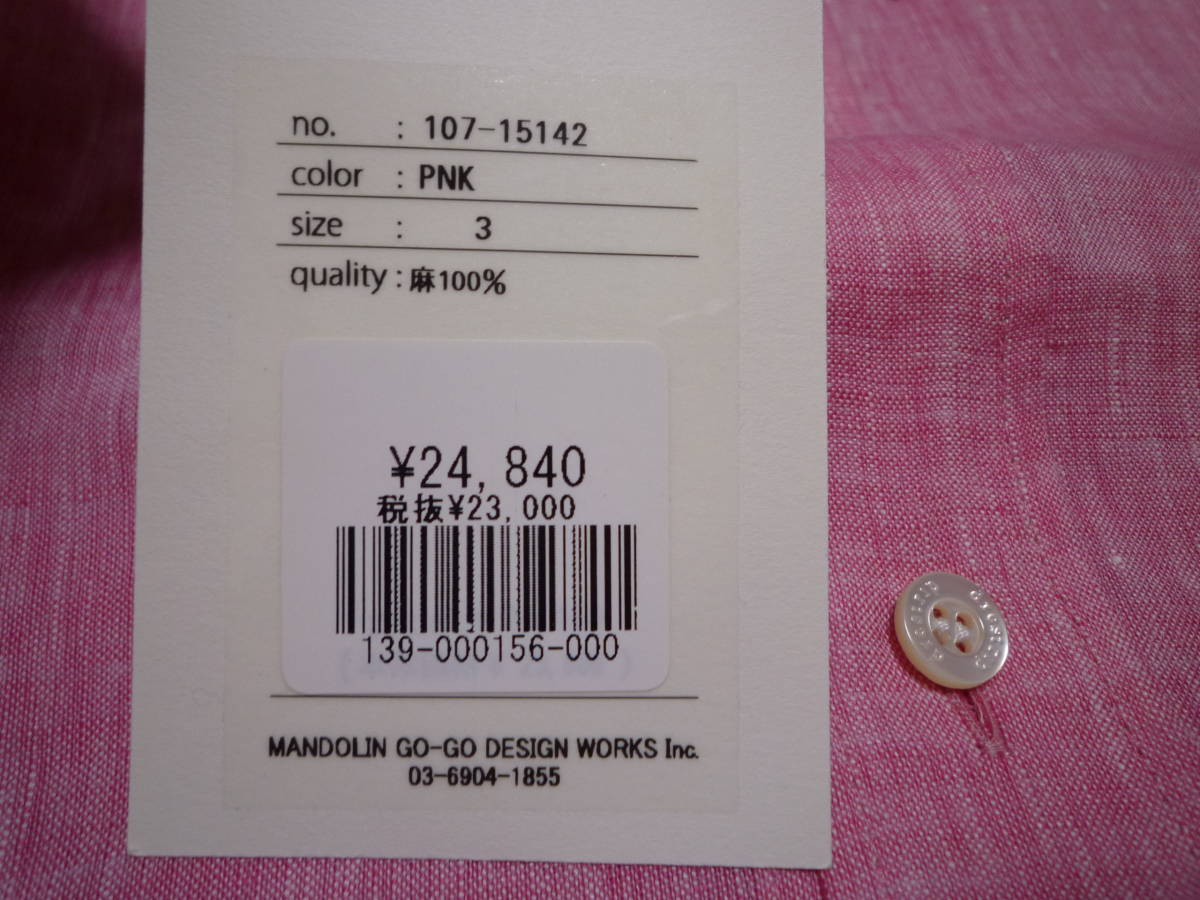 no. : 107-15142
color : PNK
size : 3
quality : 麻100%
¥24,840
税抜¥23,000
139-000156-000
MANDOLIN GO-GO DESIGN WORKS Inc.
03-6904-1855